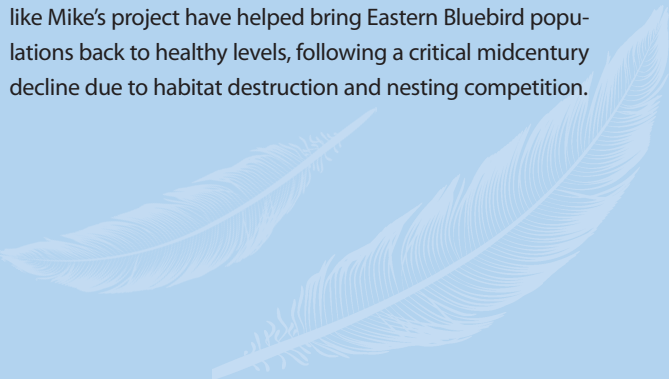 like Mike’s project have helped bring Eastern Bluebird popu-
lations back to healthy levels, following a critical midcentury
decline due to habitat destruction and nesting competition.